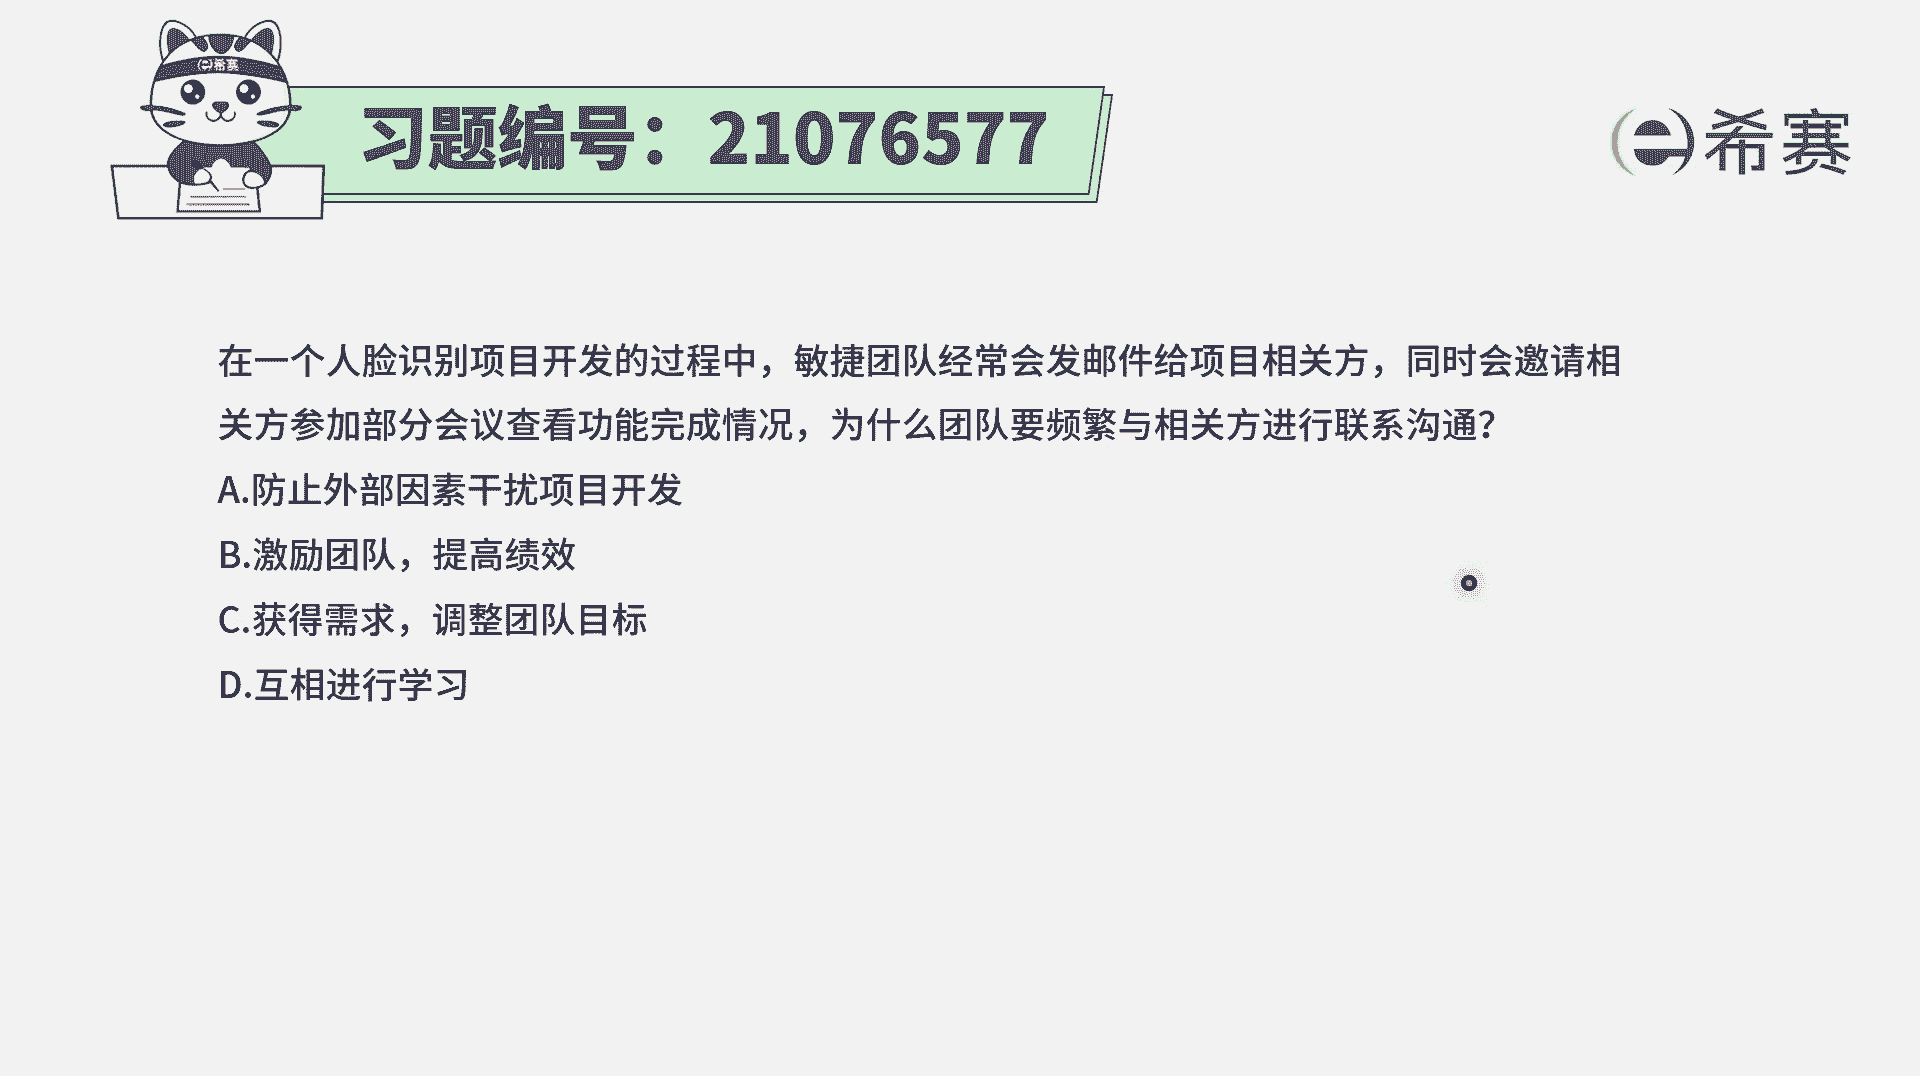 希赛
习题编号：21076577
希赛
在一个人脸识别项目开发的过程中，敏捷团队经常会发邮件给项目相关方，同时会邀请相
关方参加部分会议查看功能完成情况，为什么团队要频繁与相关方进行联系沟通？
A.防止外部因素干扰项目开发
B.激励团队，提高绩效
C.获得需求，调整团队目标
D.互相进行学习